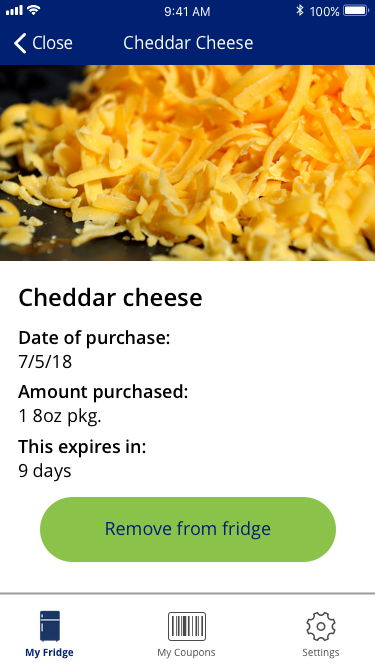 9:41 AM
100%
Close
Cheddar Cheese
Cheddar cheese
Date of purchase:
7/5/18
Amount purchased:
1 8oz pkg.
This expires in:
9 days
Remove from fridge
My Fridge
My Coupons
Settings